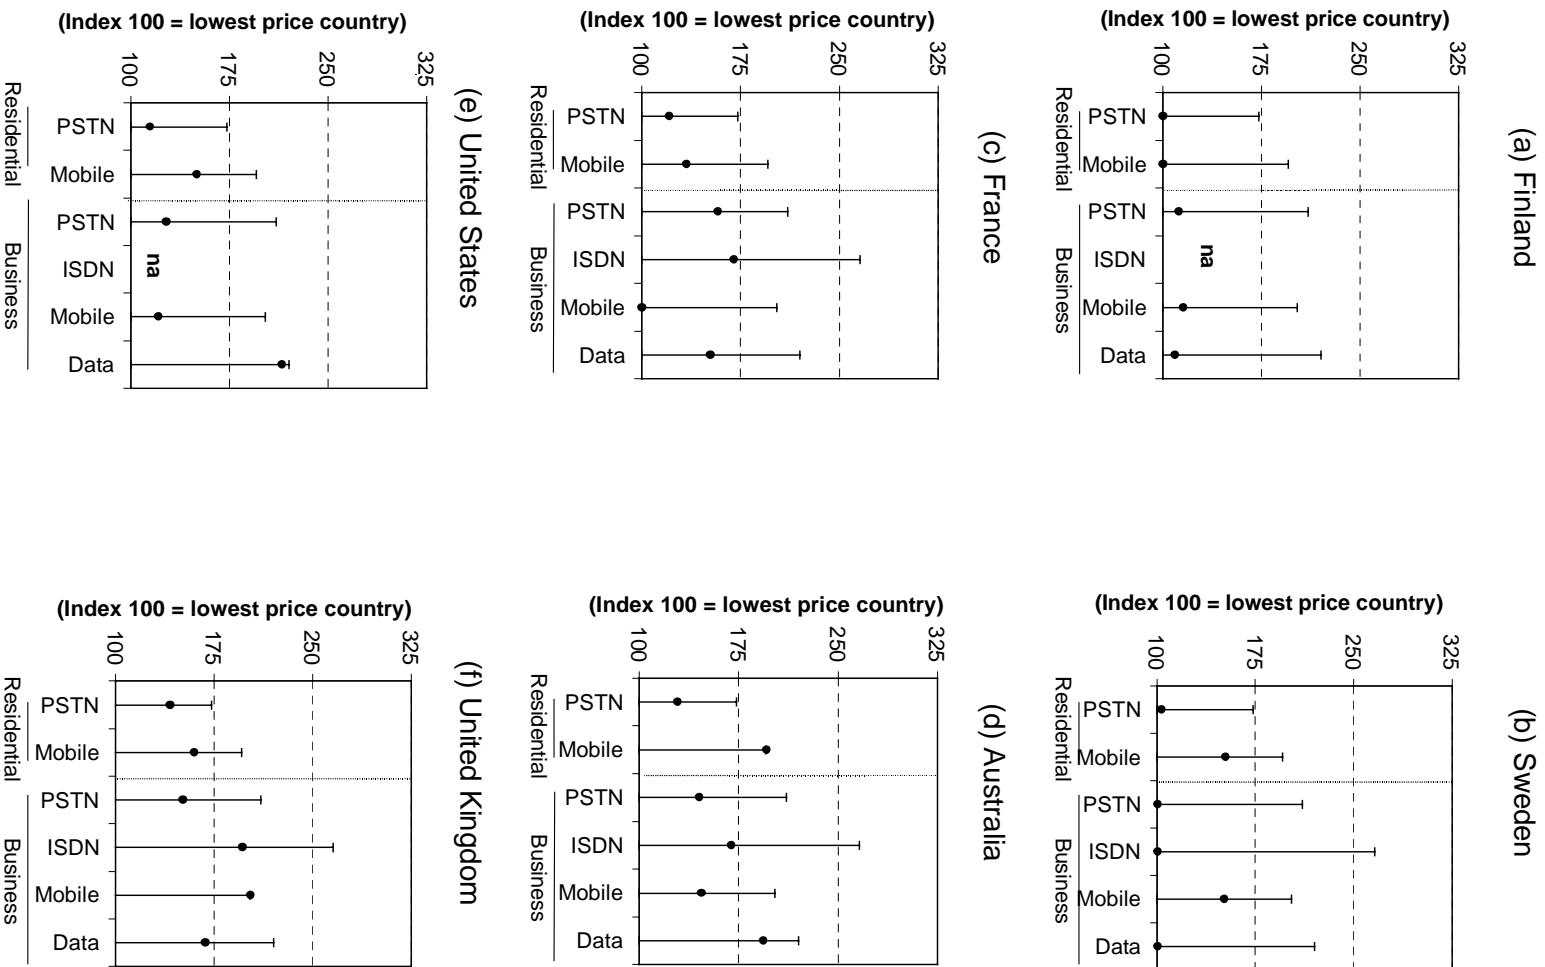 (a) Finland
(Index 100 = lowest price country)
325
250
175
100
PSTN
Mobile
PSTN
ISDN
Mobile
Data
na
Residential
Business
(b) Sweden
(Index 100 = lowest price country)
325
250
175
100
PSTN
Mobile
PSTN
ISDN
Mobile
Data
Residential
Business
(c) France
(Index 100 = lowest price country)
325
250
175
100
PSTN
Mobile
PSTN
ISDN
Mobile
Data
Residential
Business
(d) Australia
(Index 100 = lowest price country)
325
250
175
100
PSTN
Mobile
PSTN
ISDN
Mobile
Data
Residential
Business
(e) United States
(Index 100 = lowest price country)
325
250
175
100
PSTN
Mobile
PSTN
ISDN
Mobile
Data
na
Residential
Business
(f) United Kingdom
(Index 100 = lowest price country)
325
250
175
100
PSTN
Mobile
PSTN
ISDN
Mobile
Data
Residential
Business